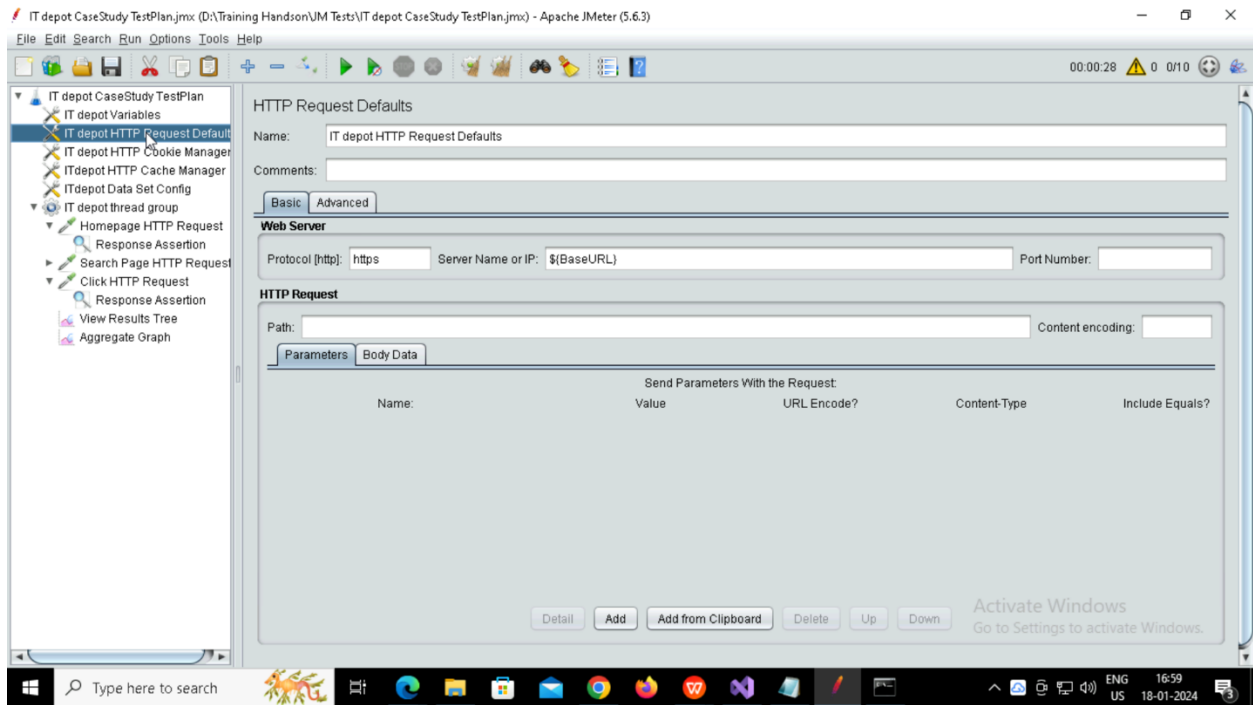 IT depot CaseStudy TestPlan.jmx (D:\Training Handson\JM Tests\IT depot CaseStudy TestPlan.jmx) - Apache JMeter (5.6.3)
File Edit Search Run Options Tools Help
00:00:28 0 0/10
IT depot CaseStudy TestPlan
IT depot Variables
IT depot HTTP Request Default
IT depot HTTP Cookie Manager
ITdepot HTTP Cache Manager
ITdepot Data Set Config
IT depot thread group
Homepage HTTP Request
Response Assertion
Search Page HTTP Request
Click HTTP Request
Response Assertion
View Results Tree
Aggregate Graph
HTTP Request Defaults
Name: IT depot HTTP Request Defaults
Comments:
Basic Advanced
Web Server
Protocol [http]: https Server Name or IP: ${BaseURL} Port Number:
HTTP Request
Path: Content encoding:
Parameters Body Data
Send Parameters With the Request:
Name: Value URL Encode? Content-Type Include Equals?
Detail Add Add from Clipboard Delete Up Down
Activate Windows
Go to Settings to activate Windows.
Type here to search
ENG
US
16:59
18-01-2024
3